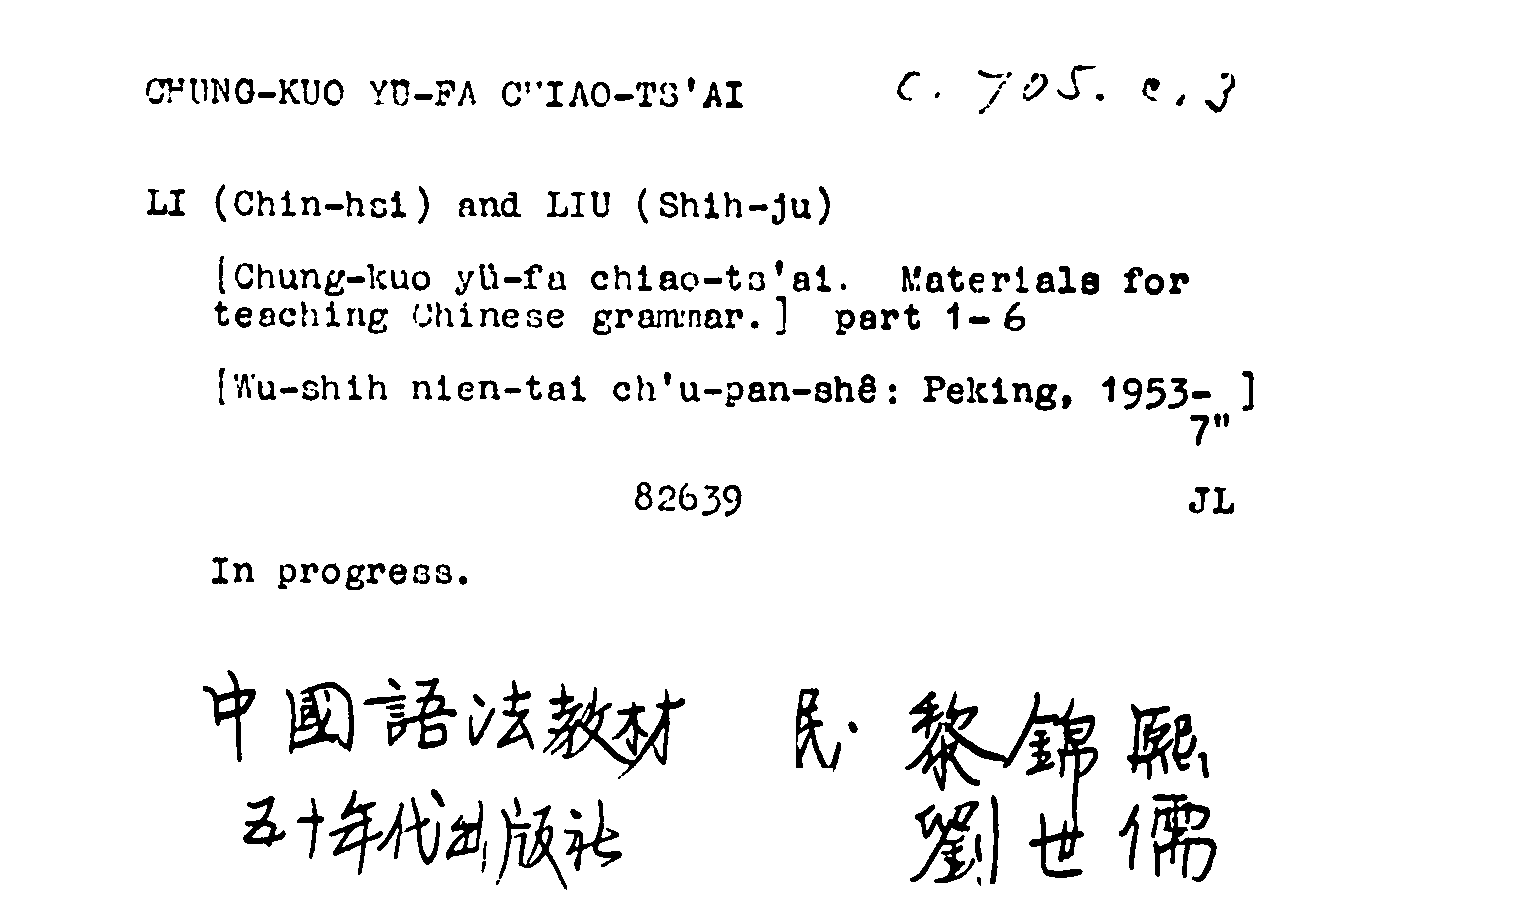 CHUNG-KUO YÜ-FA CHIAO-TS'AI c. 705. e. 3
LI (Chin-hsi) and LIU (Shih-ju)
[Chung-kuo yü-fa chiao-ts'ai. Materials for
teaching Chinese grammar.] part 1-6
[Wu-shih nien-tai ch'u-pan-shê: Peking, 1953- ]
7"
82639 JL
In progress.
中國語法教材 民. 黎錦熙
五十年代出版社 劉世儒